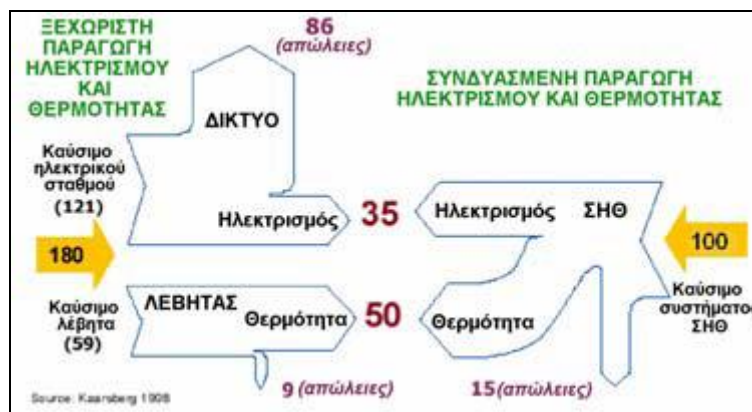 ΞΕΧΩΡΙΣΤΗ
ΠΑΡΑΓΩΓΗ
ΗΛΕΚΤΡΙΣΜΟΥ
ΚΑΙ
ΘΕΡΜΟΤΗΤΑΣ
86
(απώλειες)
ΣΥΝΔΥΑΣΜΕΝΗ ΠΑΡΑΓΩΓΗ
ΗΛΕΚΤΡΙΣΜΟΥ ΚΑΙ ΘΕΡΜΟΤΗΤΑΣ
ΔΙΚΤΥΟ
Καύσιμο
ηλεκτρικού
σταθμού
(121)
Ηλεκτρισμός
35
Ηλεκτρισμός
ΣΗΘ
180
100
Καύσιμο
λέβητα
(59)
ΛΕΒΗΤΑΣ
Θερμότητα
50
Θερμότητα
Καύσιμο
συστήματο
ΣΗΘ
9 (απώλειες)
15(απώλειες)
Source: Kaarsberg 1998